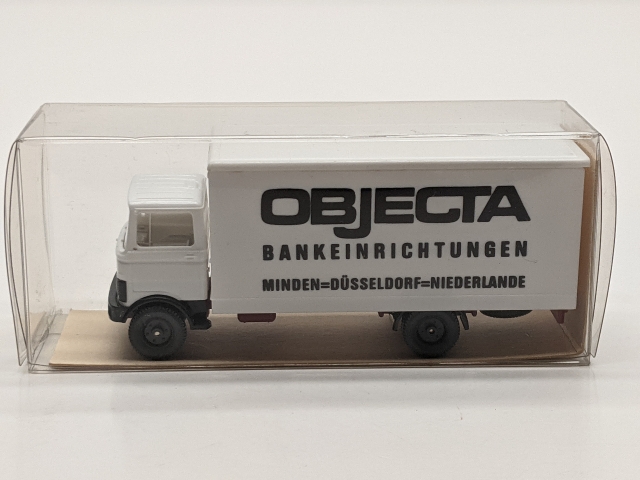 OBJECTA
BANKEINRICHTUNGEN
MINDEN=DÜSSELDORF=NIEDERLANDE